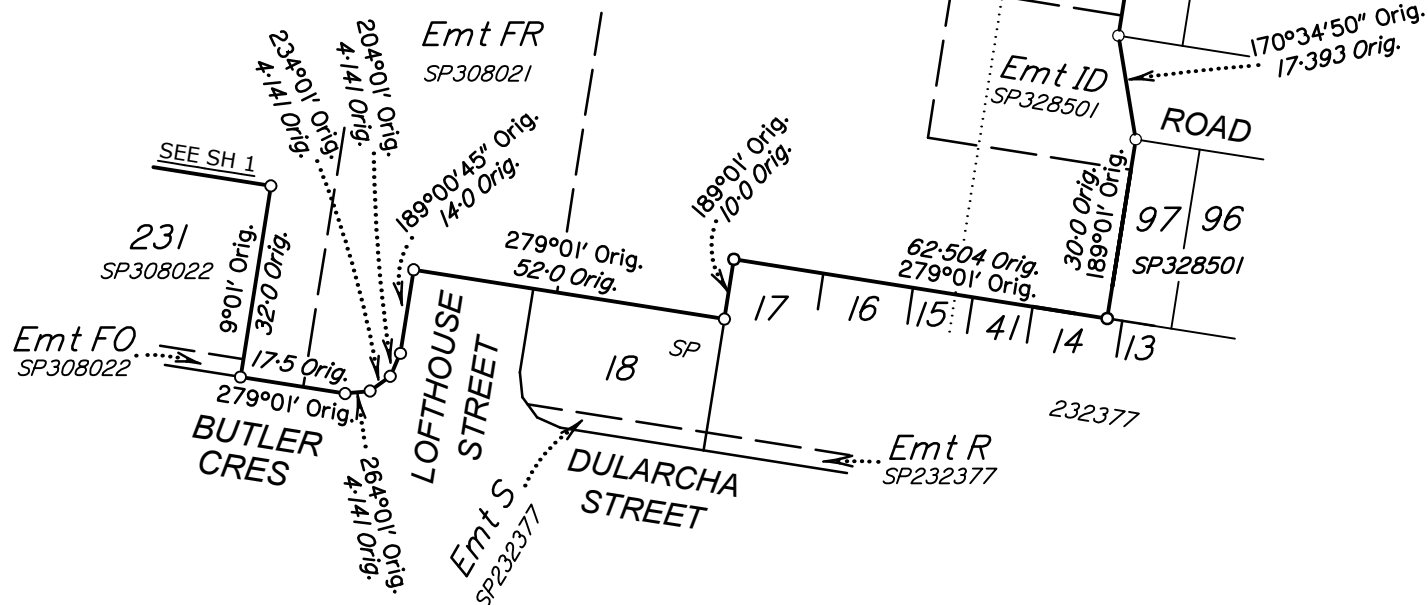 Emt FR
SP308021
204°01' Orig.
4·141 Orig.
234°01' Orig.
4·141 Orig.
189°00'45" Orig.
14·0 Orig.
SEE SH 1
231
SP308022
9°01' Orig.
32·0 Orig.
Emt FO
SP308022
17·5 Orig.
279°01' Orig.
BUTLER
CRES
264°01' Orig.
4·141 Orig.
LOFTHOUSE
STREET
279°01' Orig.
52·0 Orig.
18
SP
Emt S
SP232377
DULARCHA
STREET
Emt R
SP232377
189°01' Orig.
10·0 Orig.
17
16
15
41
14
13
62·504 Orig.
279°01' Orig.
232377
Emt ID
SP328501
170°34'50" Orig.
17·393 Orig.
ROAD
30·0 Orig.
189°01' Orig.
97
96
SP328501